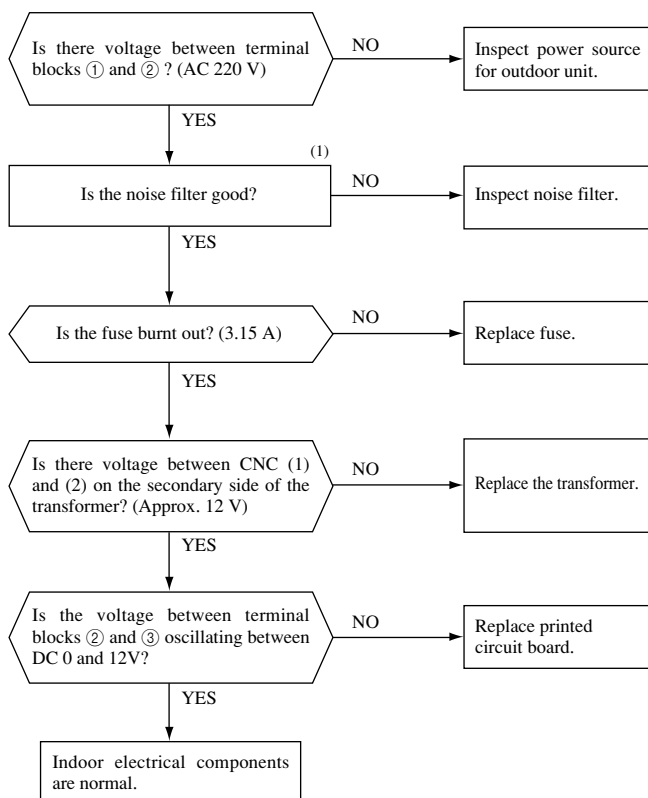 Is there voltage between terminal
blocks ① and ② ? (AC 220 V)
NO
Inspect power source
for outdoor unit.
YES
(1)
Is the noise filter good?
NO
Inspect noise filter.
YES
Is the fuse burnt out? (3.15 A)
NO
Replace fuse.
YES
Is there voltage between CNC (1)
and (2) on the secondary side of the
transformer? (Approx. 12 V)
NO
Replace the transformer.
YES
Is the voltage between terminal
blocks ② and ③ oscillating between
DC 0 and 12V?
NO
Replace printed
circuit board.
YES
Indoor electrical components
are normal.